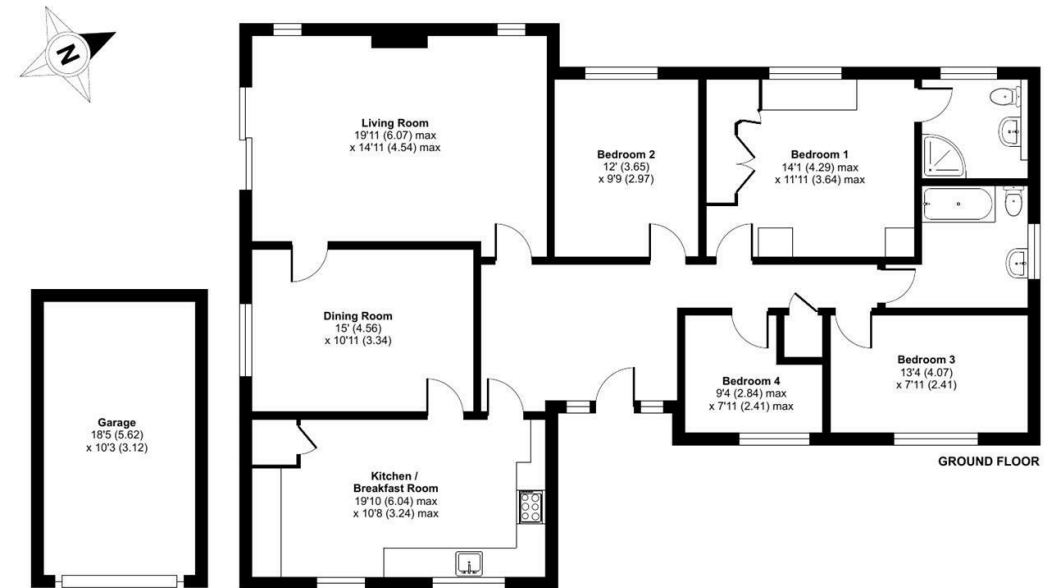 N
Living Room
19'11 (6.07) max
x 14'11 (4.54) max
Bedroom 2
12' (3.65)
x 9'9 (2.97)
Bedroom 1
14'1 (4.29) max
x 11'11 (3.64) max
Dining Room
15' (4.56)
x 10'11 (3.34)
Bedroom 3
13'4 (4.07)
x 7'11 (2.41)
Bedroom 4
9'4 (2.84) max
x 7'11 (2.41) max
Garage
18'5 (5.62)
x 10'3 (3.12)
Kitchen /
Breakfast Room
19'10 (6.04) max
x 10'8 (3.24) max
GROUND FLOOR